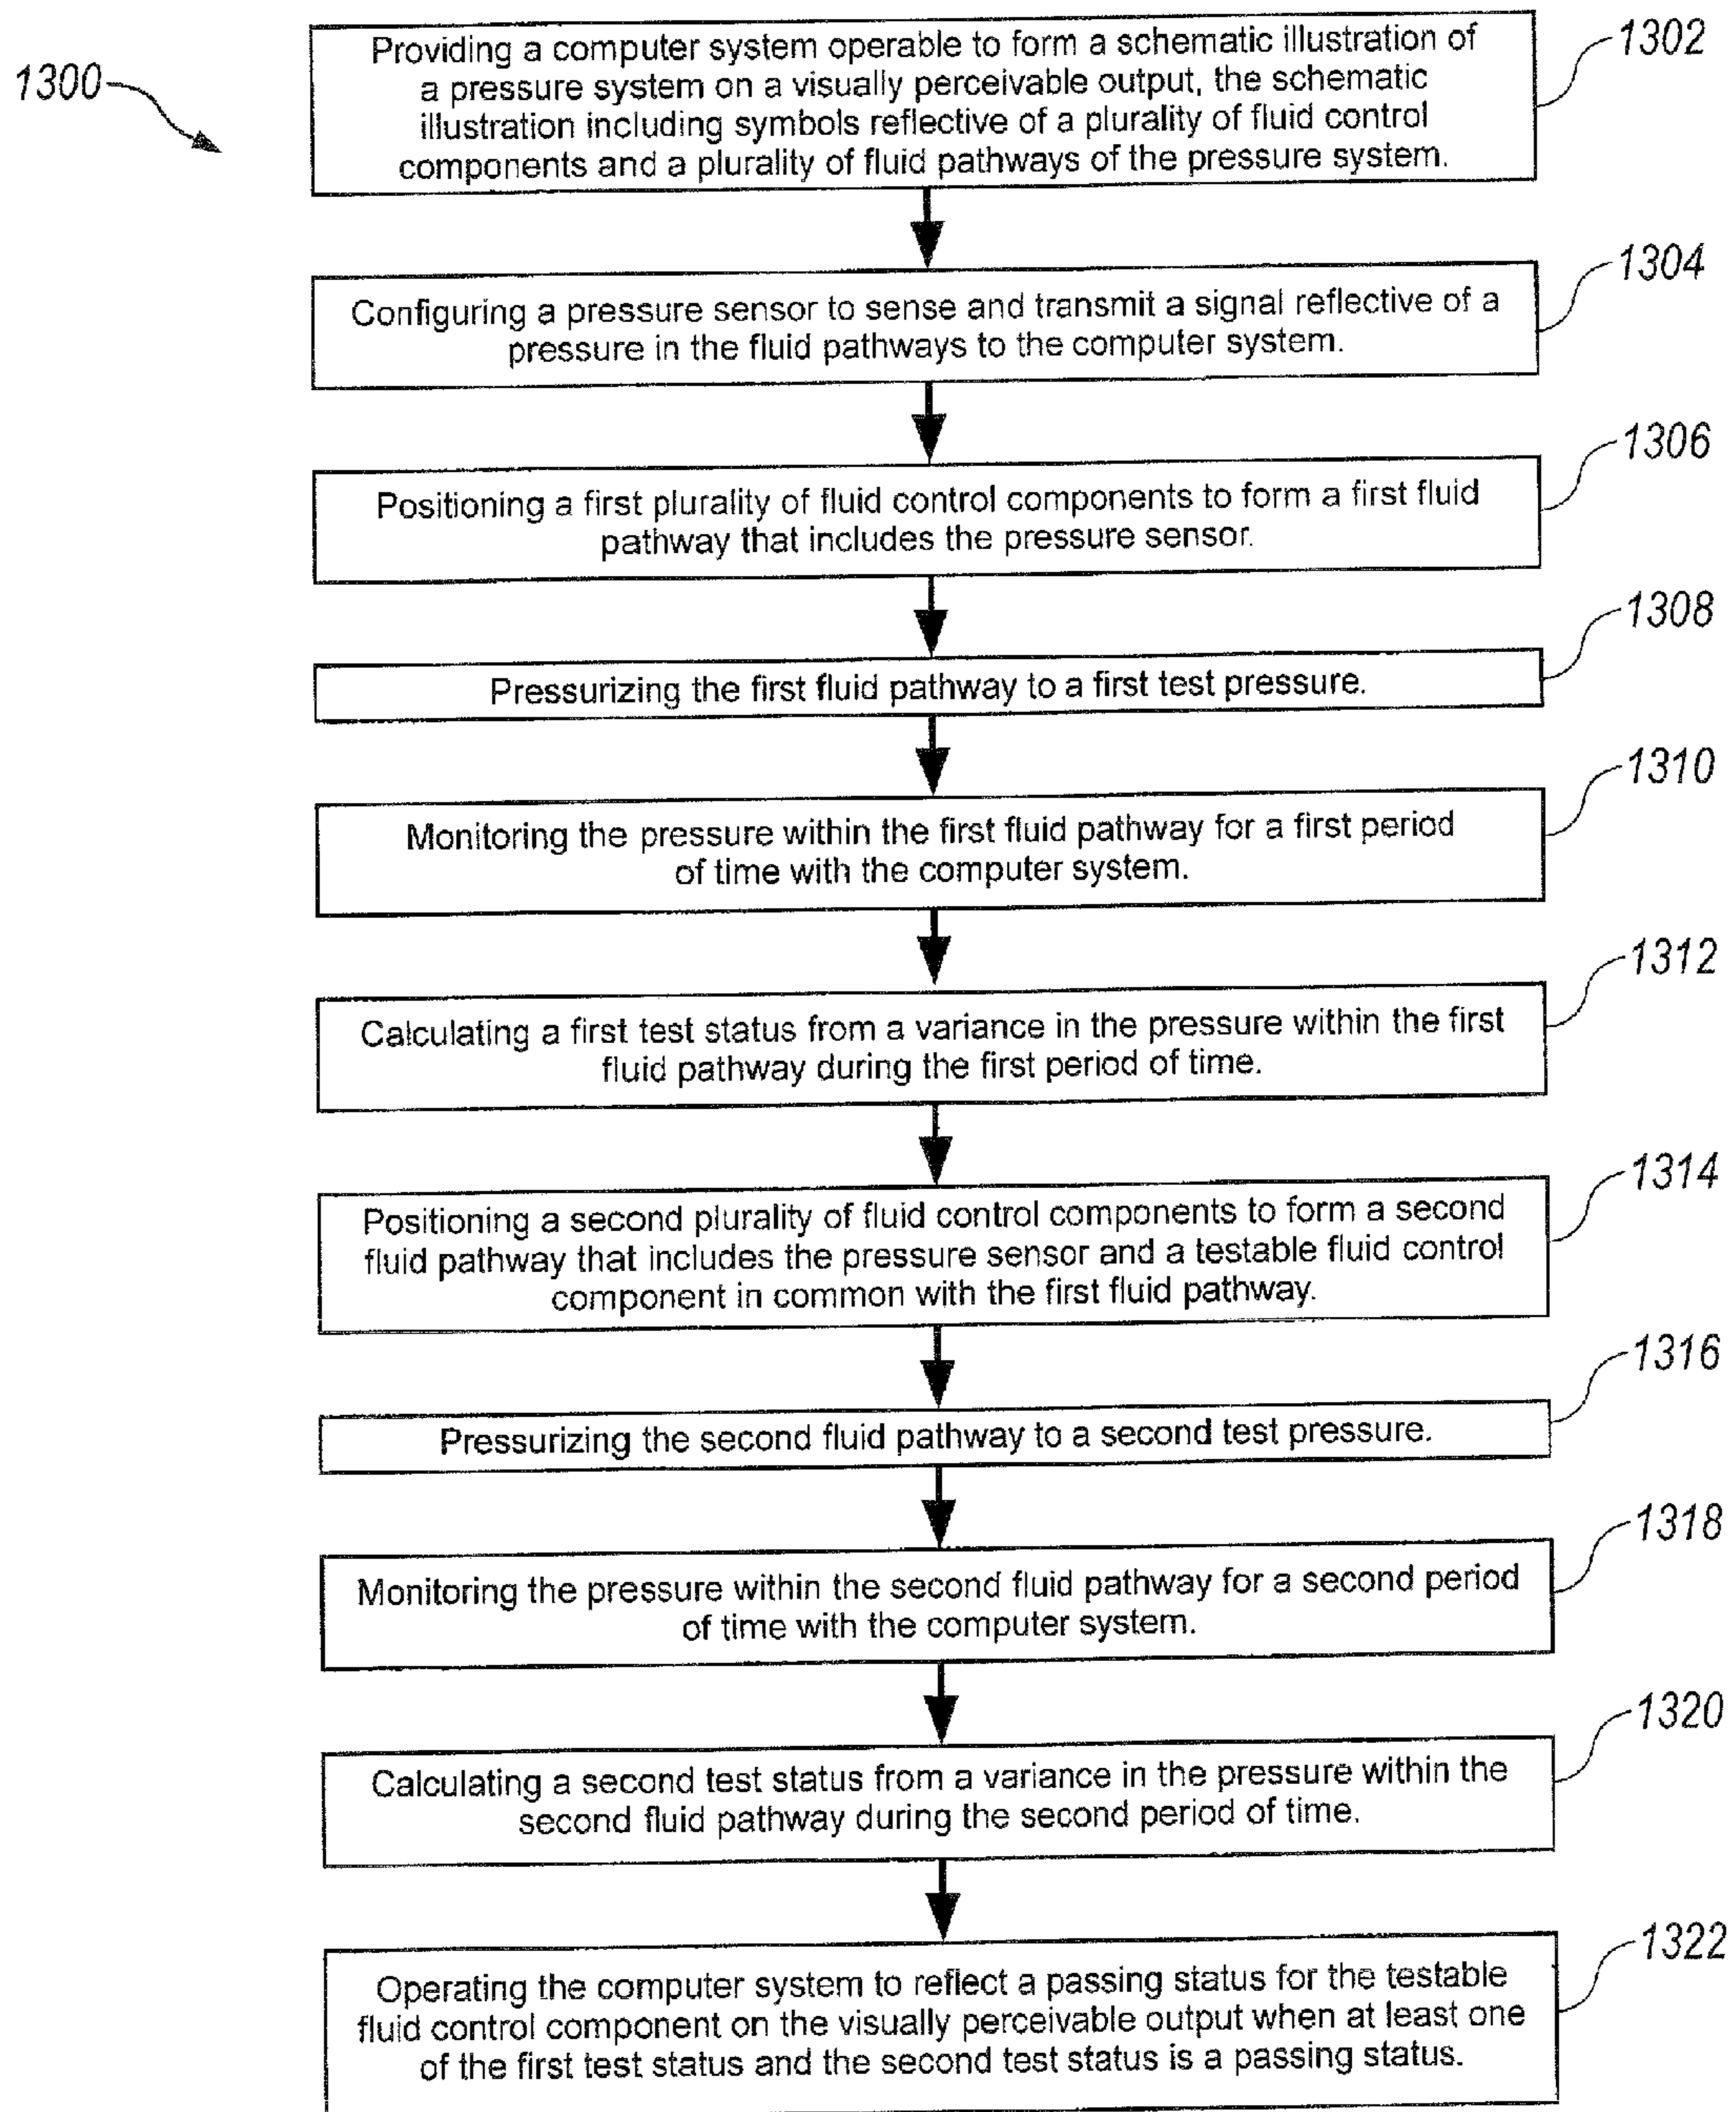 1300
Providing a computer system operable to form a schematic illustration of
a pressure system on a visually perceivable output, the schematic
illustration including symbols reflective of a plurality of fluid control
components and a plurality of fluid pathways of the pressure system.
1302
Configuring a pressure sensor to sense and transmit a signal reflective of a
pressure in the fluid pathways to the computer system.
1304
Positioning a first plurality of fluid control components to form a first fluid
pathway that includes the pressure sensor.
1306
Pressurizing the first fluid pathway to a first test pressure.
1308
Monitoring the pressure within the first fluid pathway for a first period
of time with the computer system.
1310
Calculating a first test status from a variance in the pressure within the first
fluid pathway during the first period of time.
1312
Positioning a second plurality of fluid control components to form a second
fluid pathway that includes the pressure sensor and a testable fluid control
component in common with the first fluid pathway.
1314
Pressurizing the second fluid pathway to a second test pressure.
1316
Monitoring the pressure within the second fluid pathway for a second period
of time with the computer system.
1318
Calculating a second test status from a variance in the pressure within the
second fluid pathway during the second period of time.
1320
Operating the computer system to reflect a passing status for the testable
fluid control component on the visually perceivable output when at least one
of the first test status and the second test status is a passing status.
1322